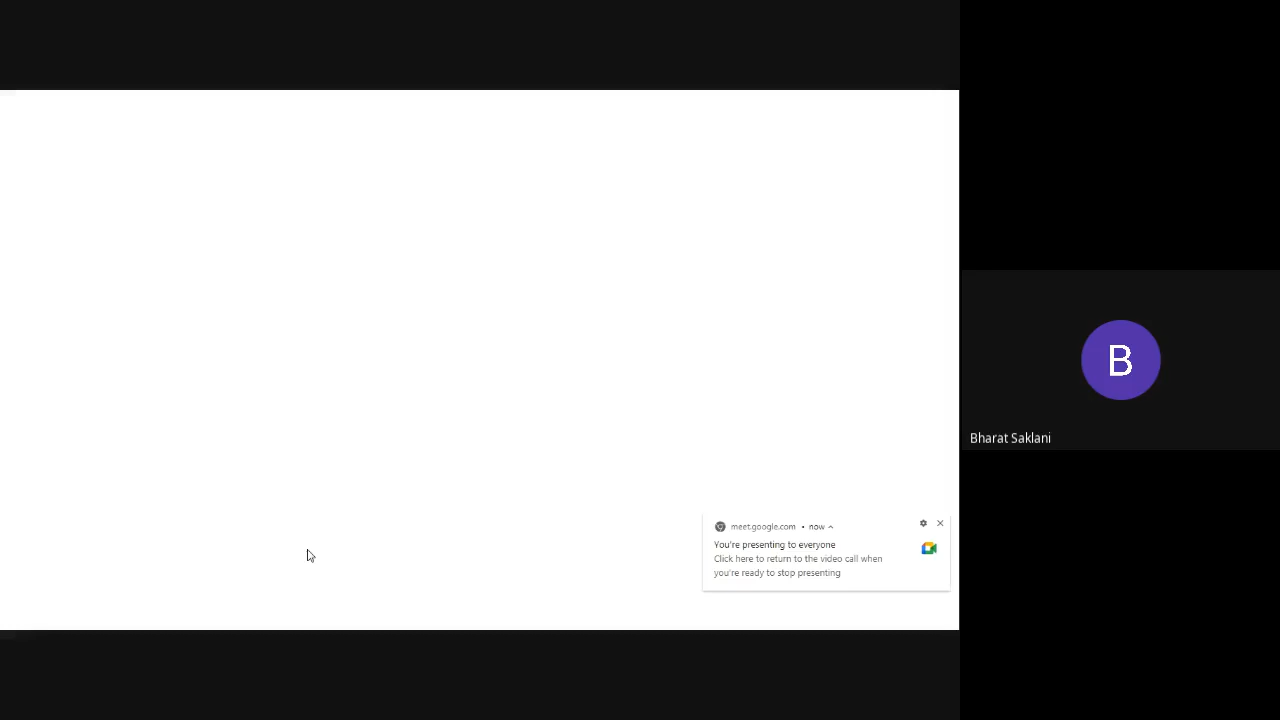 meet.google.com • now
You're presenting to everyone
Click here to return to the video call when
you're ready to stop presenting
B
Bharat Saklani